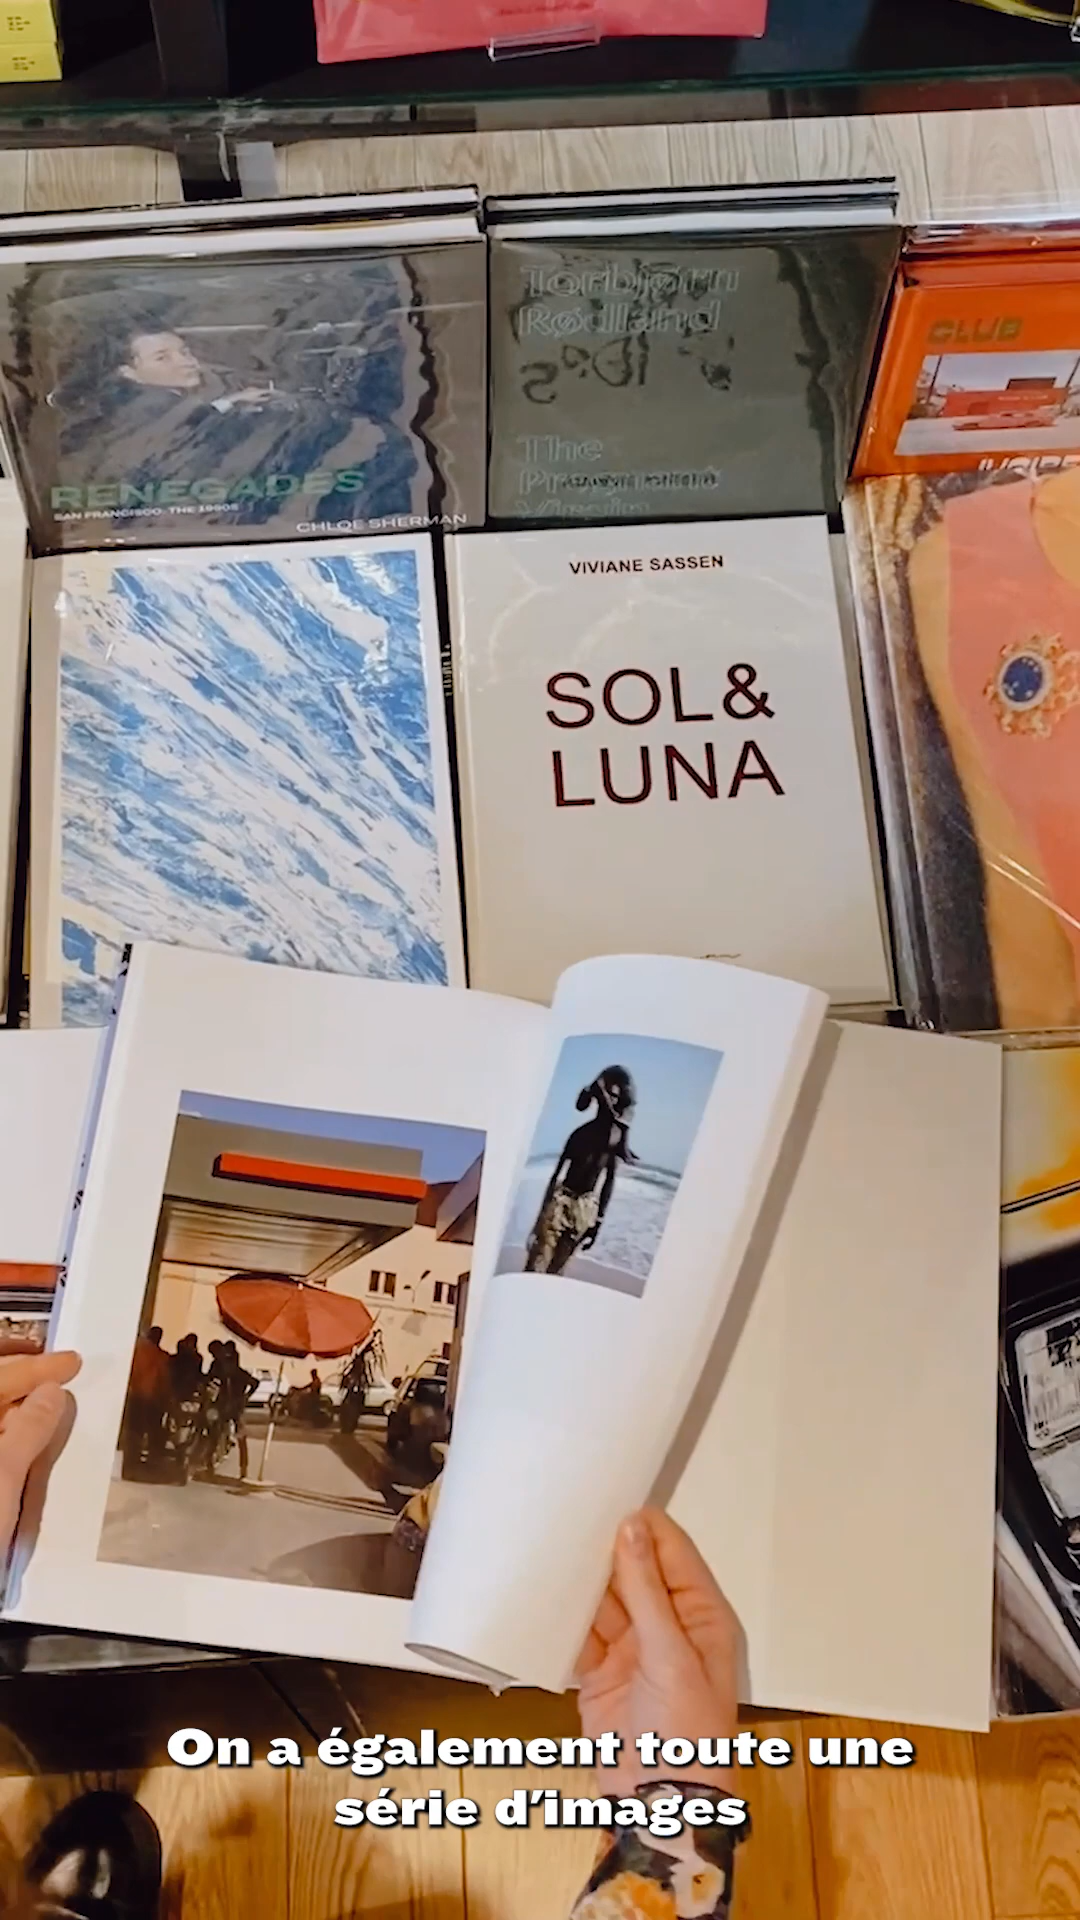 Torbjørn
Rødland
The
CLUB
RENEGADES
SAN FRANCISCO: THE 1990S
CHLOE SHERMAN
VIVIANE SASSEN
SOL&
LUNA
On a également toute une
série d'images